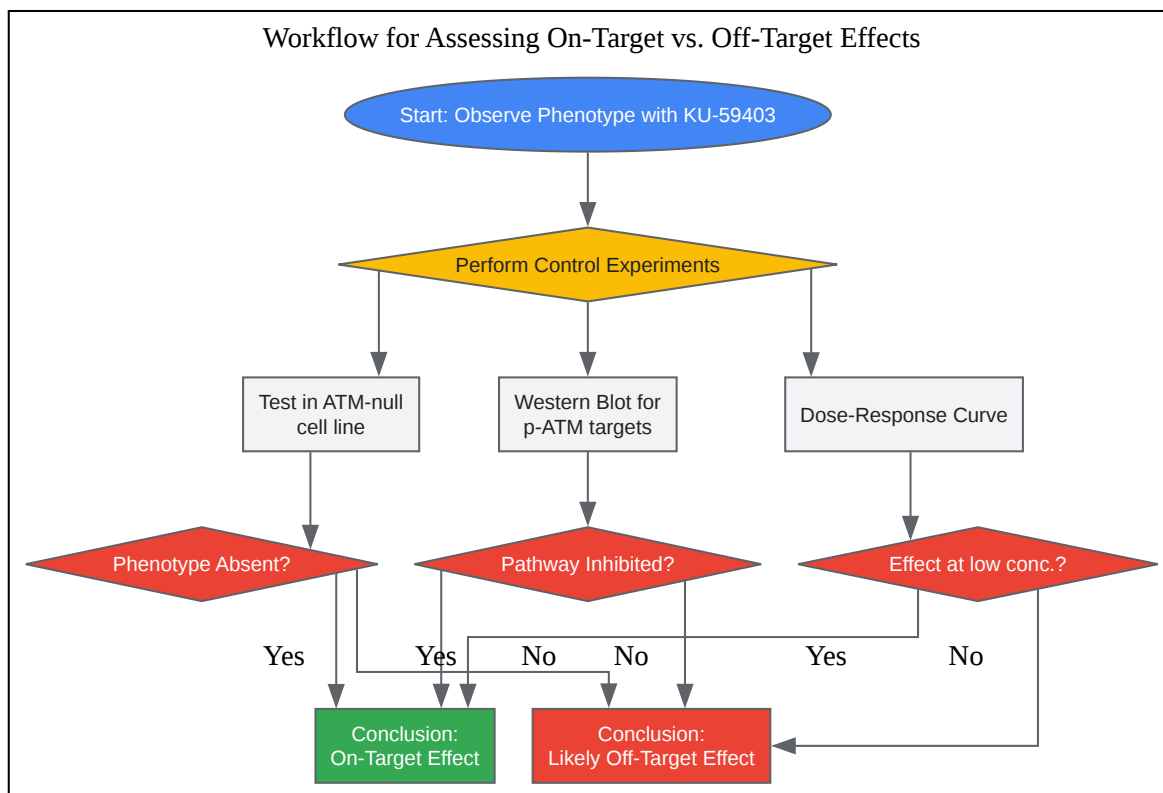 Workflow for Assessing On-Target vs. Off-Target Effects
Start: Observe Phenotype with KU-59403
Perform Control Experiments
Test in ATM-null
cell line
Western Blot for
p-ATM targets
Dose-Response Curve
Phenotype Absent?
Pathway Inhibited?
Effect at low conc.?
Yes
Yes
No
No
Yes
No
Conclusion:
On-Target Effect
Conclusion:
Likely Off-Target Effect